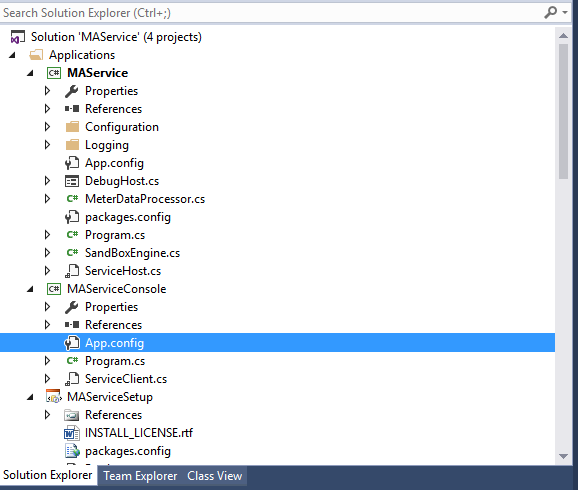 Search Solution Explorer (Ctrl+;)
Solution 'MAService' (4 projects)
Applications
C# MAService
Properties
References
Configuration
Logging
App.config
DebugHost.cs
C# MeterDataProcessor.cs
packages.config
C# Program.cs
C# SandBoxEngine.cs
ServiceHost.cs
C# MAServiceConsole
Properties
References
App.config
C# Program.cs
ServiceClient.cs
MAServiceSetup
References
INSTALL_LICENSE.rtf
packages.config
Solution Explorer Team Explorer Class View